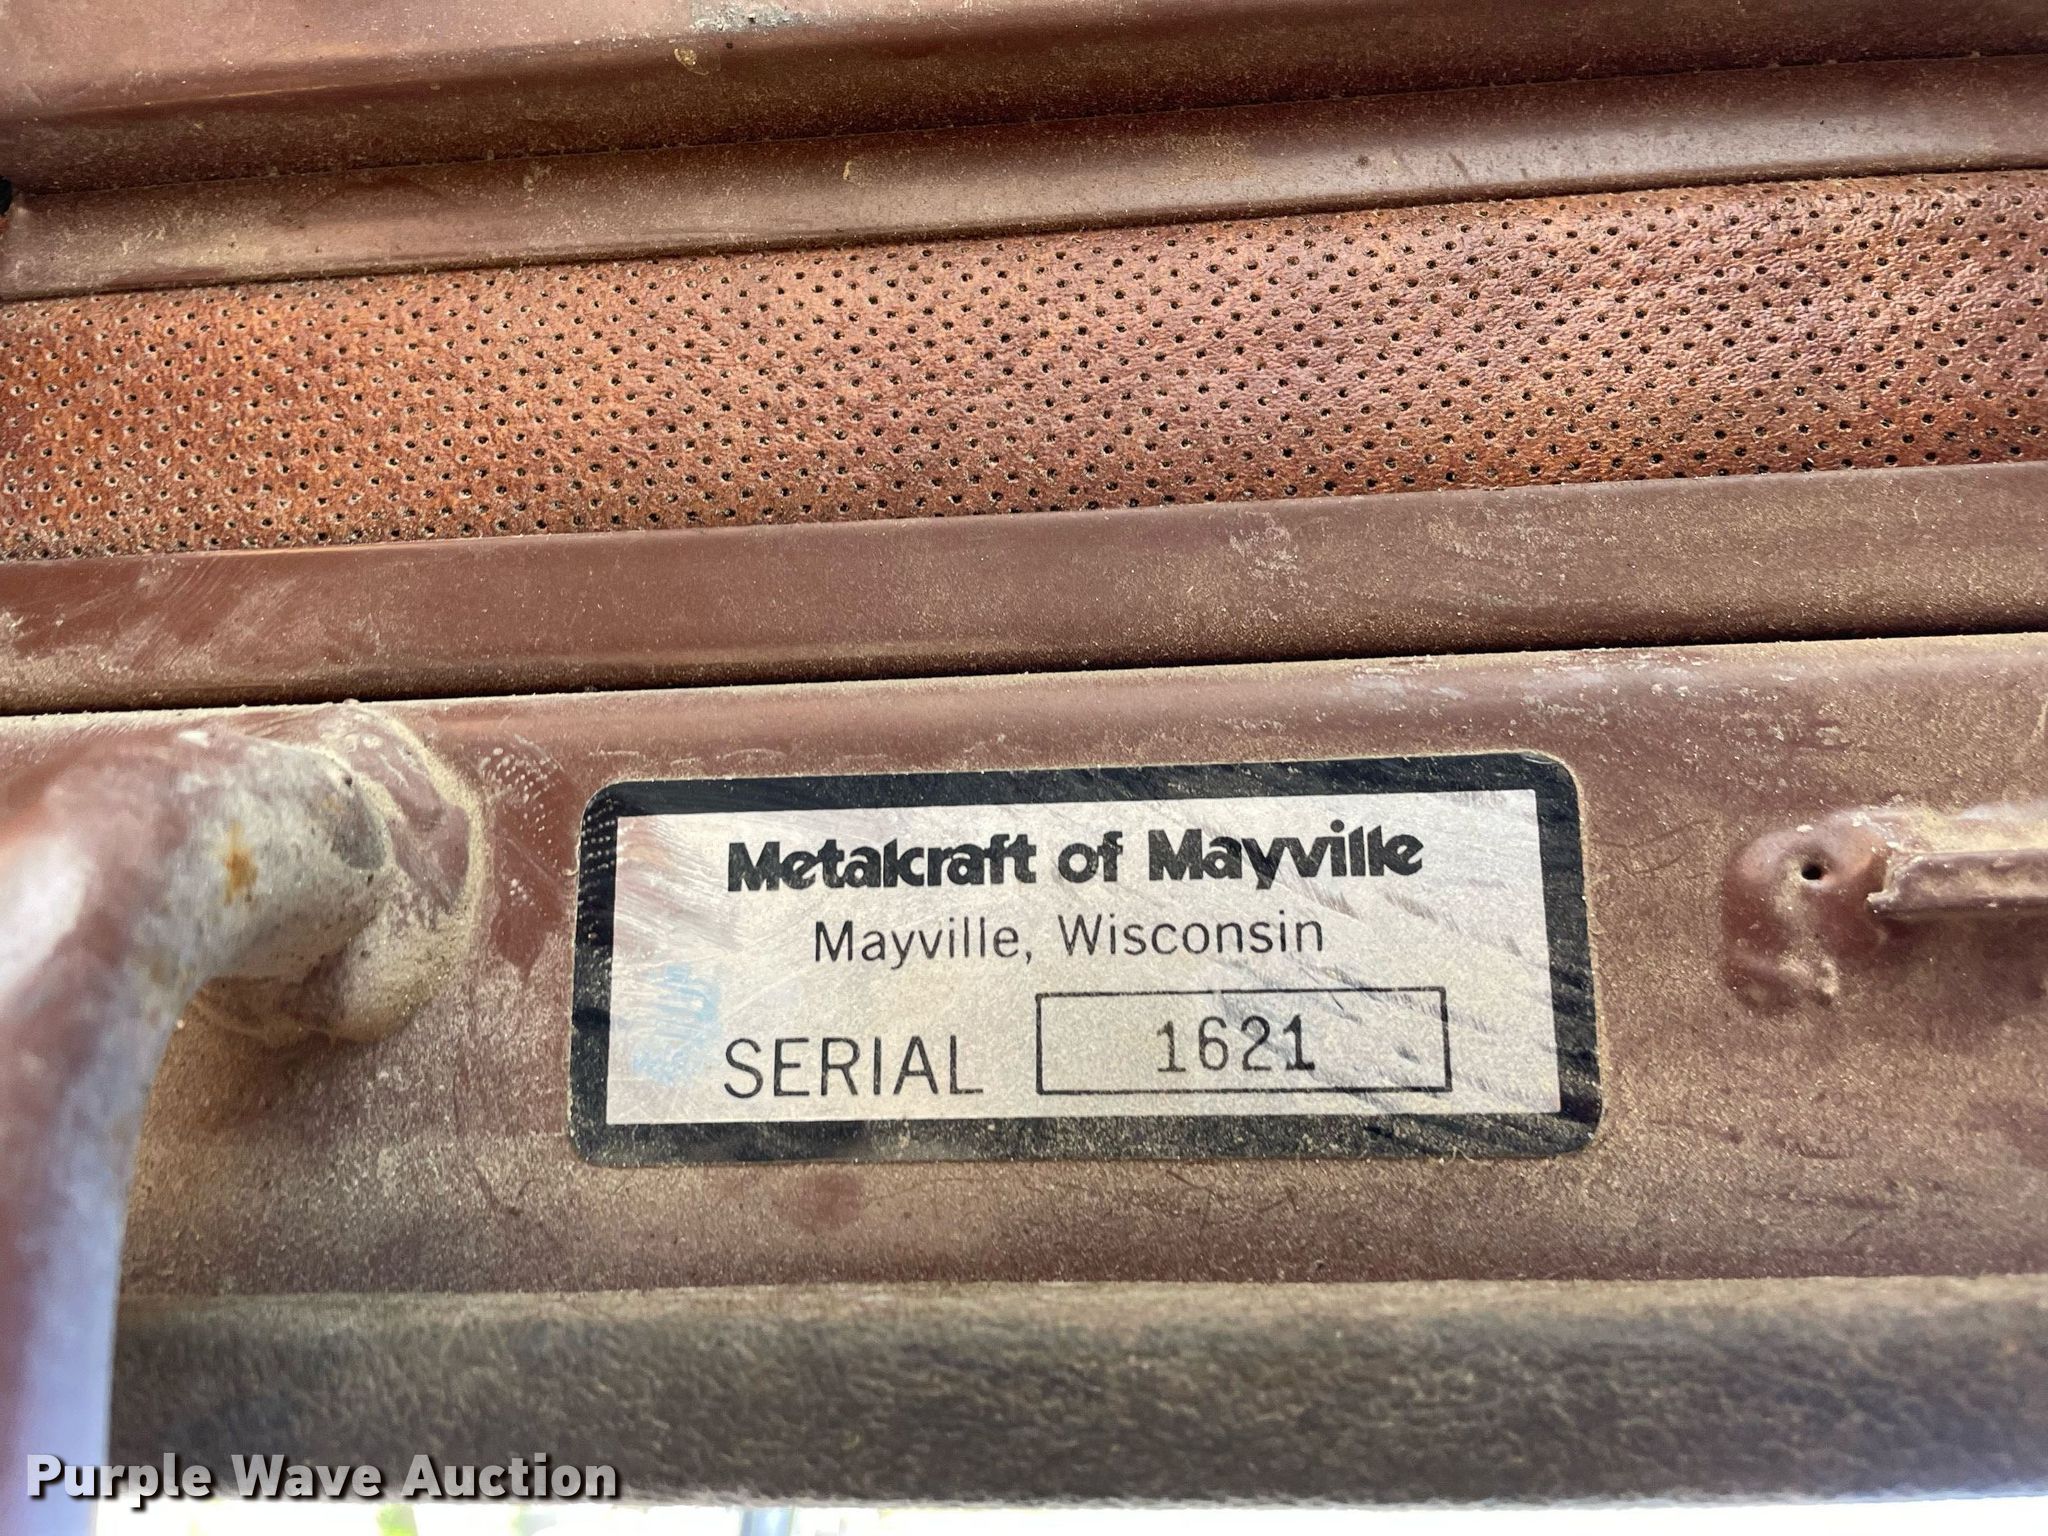 Metalcraft of Mayville
Mayville, Wisconsin
SERIAL 1621
Purple Wave Auction